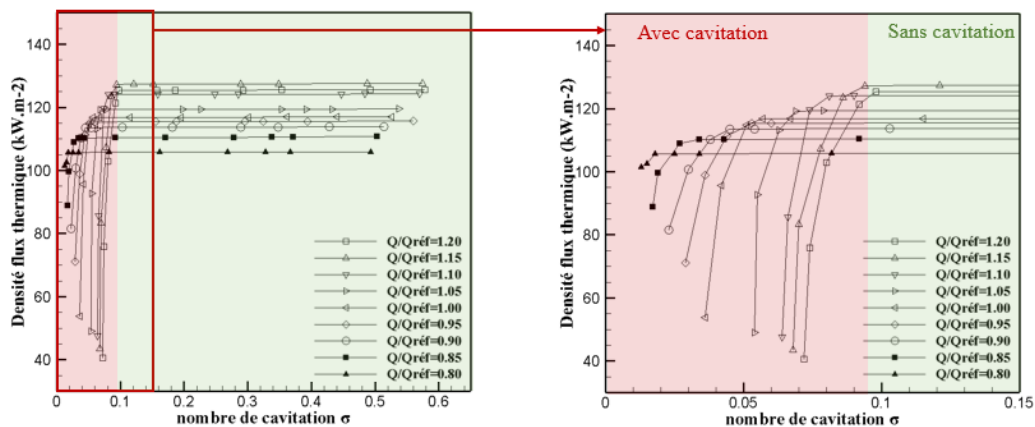 140
120
100
80
60
40
Densité flux thermique (kW.m-2)
Q/Qréf=1.20
Q/Qréf=1.15
Q/Qréf=1.10
Q/Qréf=1.05
Q/Qréf=1.00
Q/Qréf=0.95
Q/Qréf=0.90
Q/Qréf=0.85
Q/Qréf=0.80
0 0.1 0.2 0.3 0.4 0.5 0.6
nombre de cavitation σ
Avec cavitation
Sans cavitation
140
120
100
80
60
40
Densité flux thermique (kW.m-2)
Q/Qréf=1.20
Q/Qréf=1.15
Q/Qréf=1.10
Q/Qréf=1.05
Q/Qréf=1.00
Q/Qréf=0.95
Q/Qréf=0.90
Q/Qréf=0.85
Q/Qréf=0.80
0 0.05 0.1 0.15
nombre de cavitation σ